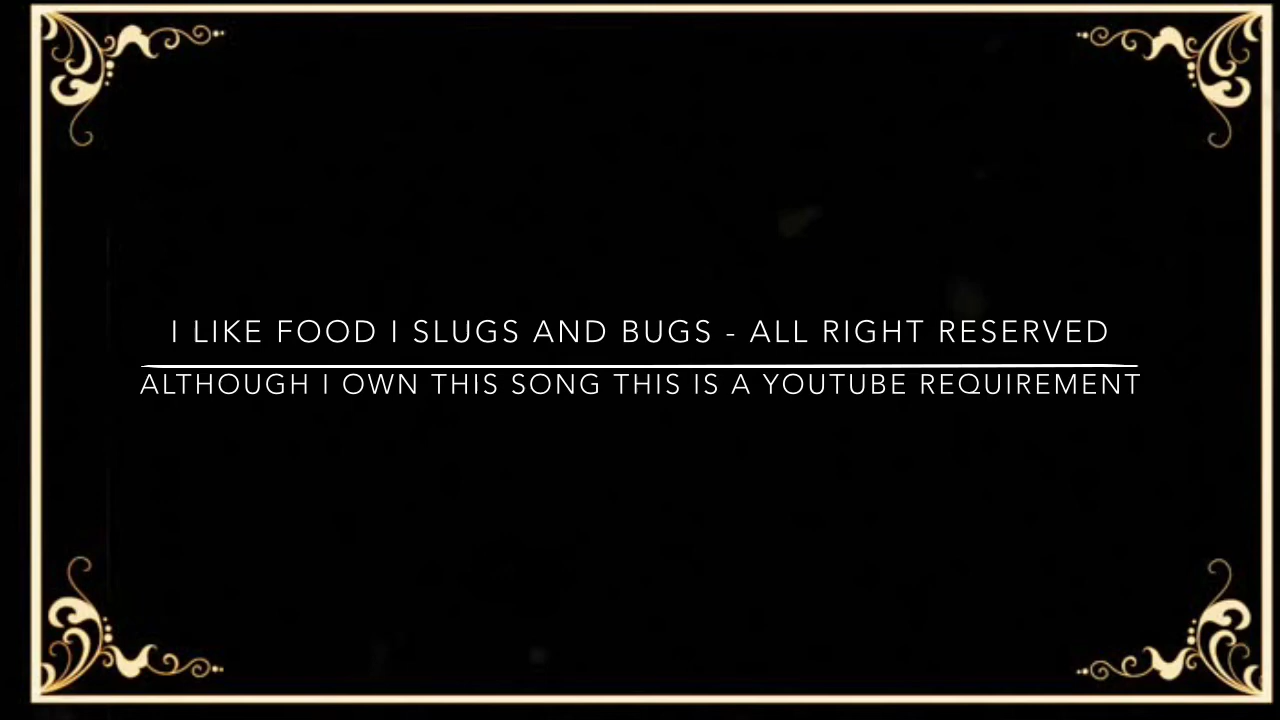 I LIKE FOOD I SLUGS AND BUGS - ALL RIGHT RESERVED
ALTHOUGH I OWN THIS SONG THIS IS A YOUTUBE REQUIREMENT